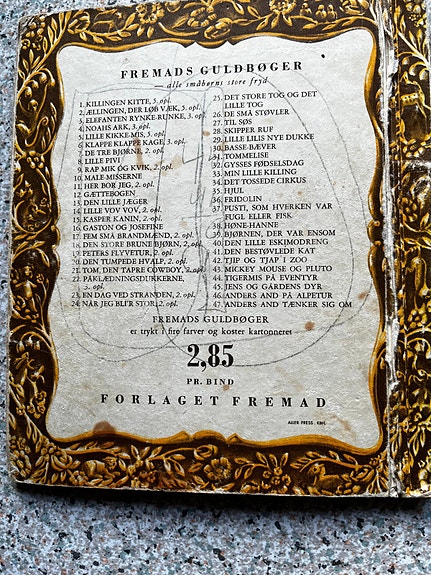 FREMADS GULDBØGER
— alle småbørns store fryd
1. KILLINGEN KITTE, 5. opl.
2. ÆLLINGEN, DER LØB VÆK, 5. opl.
3. ELEFANTEN RYNKE-RUNKE, 3. opl.
4. NOAHS ARK, 3. opl.
5. LILLE KIKKE-MIS, 5. opl.
6. KLAPPE KLAPPE KAGE, 3. opl.
7. DE TRE BJØRNE, 2. opl.
8. LILLE PIVI
9. RAP MIK OG KVIK, 2. opl.
10. MALE-MISSERNE
11. HER BOR JEG, 2. opl.
12. GÆTTEBOGEN
13. DEN LILLE JÆGER
14. LILLE VOV VOV, 2. opl.
15. KASPER KANIN, 2. opl.
16. GASTON OG JOSEFINE
17. FEM SMÅ BRANDMÆND, 2. opl.
18. DEN STORE BRUNE BJØRN, 2. opl.
19. PETERS FLYVETUR, 2. opl.
20. DEN TUMPEDE HVALP, 2. opl.
21. TOM, DEN TAPRE COWBOY, 2. opl.
22. PÅKLÆDNINGSDUKKERNE,
3. opl.
23. EN DAG VED STRANDEN, 2. opl.
24. NÅR JEG BLI'R STOR, 2. opl.
25. DET STORE TOG OG DET
LILLE TOG
26. DE SMÅ STØVLER
27. TIL SØS
28. SKIPPER RUF
29. LILLE LILIS NYE DUKKE
30. BASSE-BÆVER
31. TOMMELISE
32. GYSSES FØDSELSDAG
33. MIN LILLE KILLING
34. DET TOSSEDE CIRKUS
35. HJUL
36. FRIDOLIN
37. PUSTI, SOM HVERKEN VAR
FUGL ELLER FISK
38. HØNE-HANNE
39. BJØRNEN, DER VAR ENSOM
40. DEN LILLE ESKIMODRENG
41. DEN BESTØVLEDE KAT
42. TJIP OG TJAP I ZOO
43. MICKEY MOUSE OG PLUTO
44. TIGERMIS PÅ EVENTYR
45. JENS OG GÅRDENS DYR
46. ANDERS AND PÅ ALPETUR
47. ANDERS AND TÆNKER SIG OM
FREMADS GULDBØGER
er trykt i fire farver og koster kartonneret
2,85
PR. BIND
FORLAGET FREMAD
ALLER PRESS . KBH.